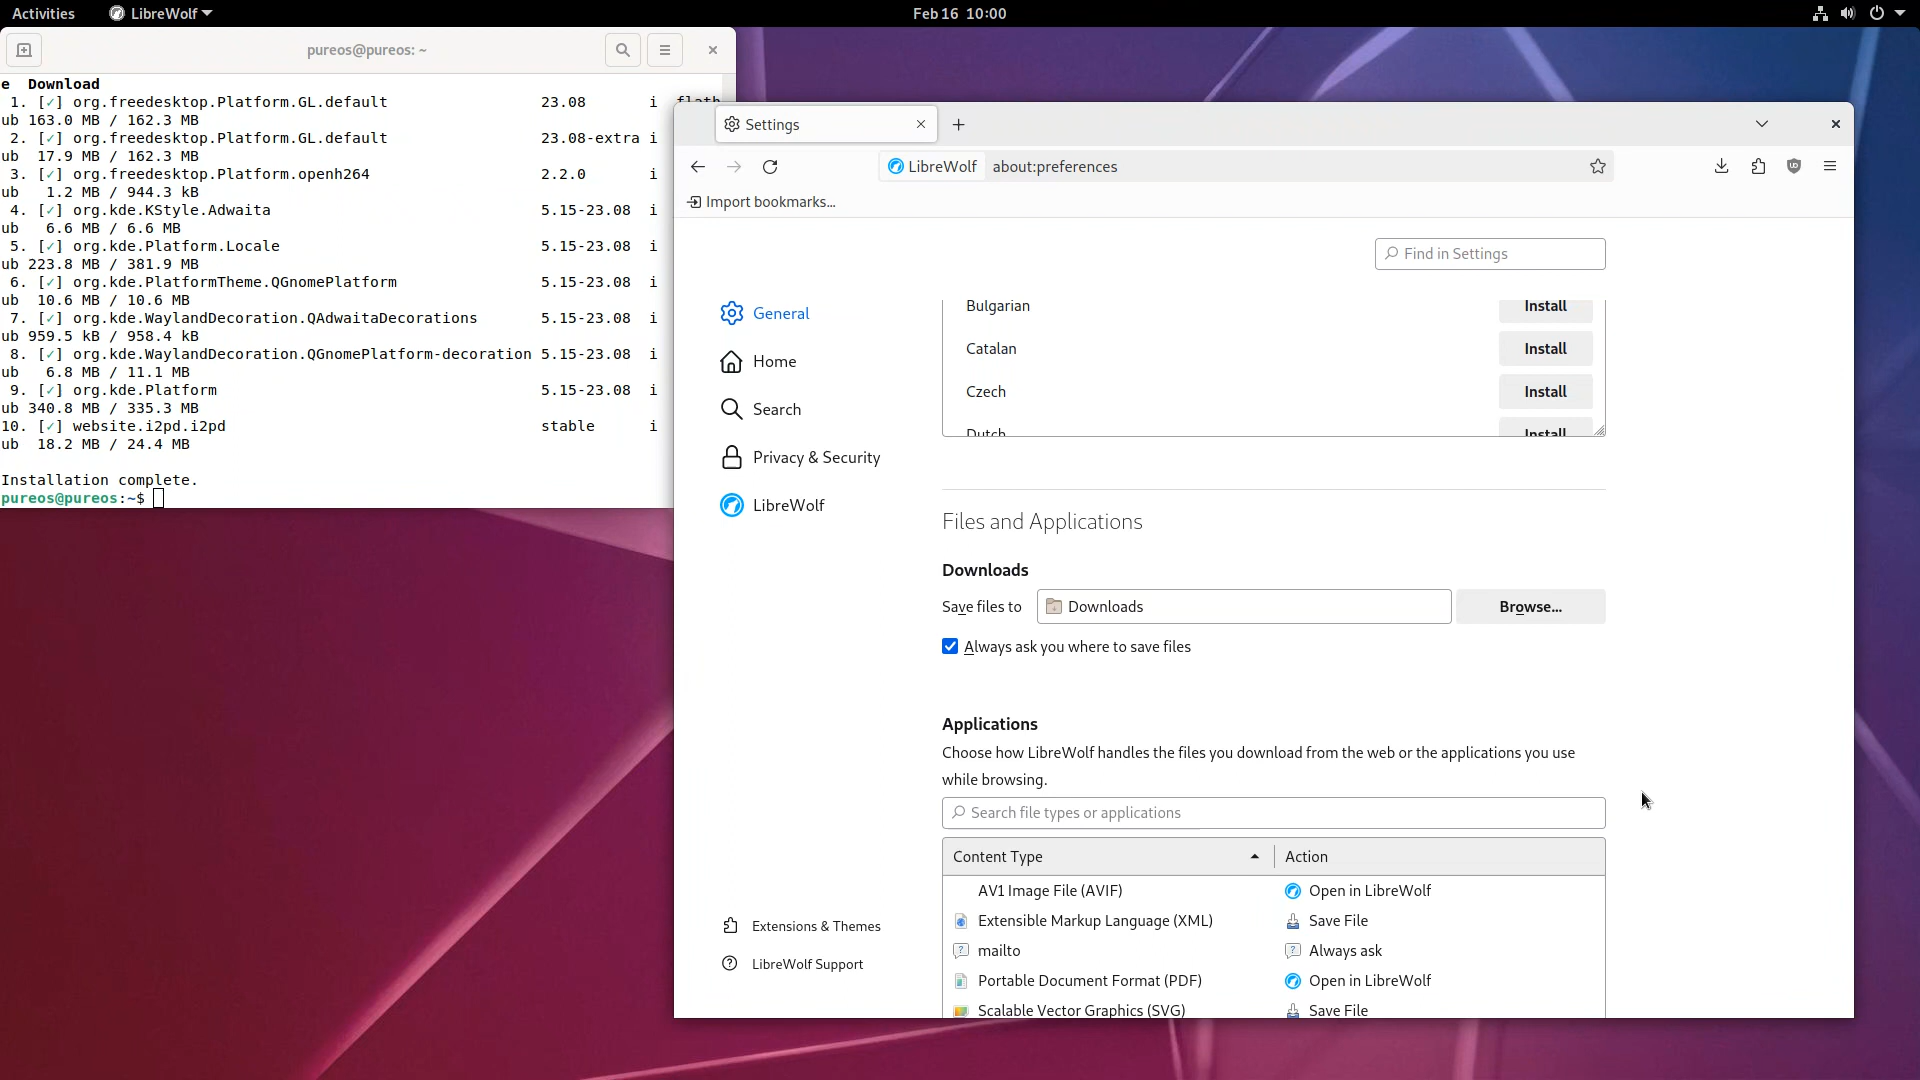 Activities
LibreWolf
Feb 16 10:00
pureos@pureos: ~
e  Download
 1. [✓] org.freedesktop.Platform.GL.default 23.08 i
ub 163.0 MB / 162.3 MB
 2. [✓] org.freedesktop.Platform.GL.default 23.08-extra i
ub  17.9 MB / 162.3 MB
 3. [✓] org.freedesktop.Platform.openh264 2.2.0 i
ub   1.2 MB / 944.3 kB
 4. [✓] org.kde.KStyle.Adwaita 5.15-23.08 i
ub   6.6 MB / 6.6 MB
 5. [✓] org.kde.Platform.Locale 5.15-23.08 i
ub 223.8 MB / 381.9 MB
 6. [✓] org.kde.PlatformTheme.QGnomePlatform 5.15-23.08 i
ub  10.6 MB / 10.6 MB
 7. [✓] org.kde.WaylandDecoration.QAdwaitaDecorations 5.15-23.08 i
ub 959.5 kB / 958.4 kB
 8. [✓] org.kde.WaylandDecoration.QGnomePlatform-decoration 5.15-23.08 i
ub   6.8 MB / 11.1 MB
 9. [✓] org.kde.Platform 5.15-23.08 i
ub 340.8 MB / 335.3 MB
10. [✓] website.i2pd.i2pd stable i
ub  18.2 MB / 24.4 MB
Installation complete.
pureos@pureos:~$
Settings
LibreWolf about:preferences
Import bookmarks...
Find in Settings
General
Home
Search
Privacy & Security
LibreWolf
Extensions & Themes
LibreWolf Support
Bulgarian Install
Catalan Install
Czech Install
Dutch Install
Files and Applications
Downloads
Save files to Downloads Browse...
Always ask you where to save files
Applications
Choose how LibreWolf handles the files you download from the web or the applications you use
while browsing.
Search file types or applications
Content Type Action
AV1 Image File (AVIF) Open in LibreWolf
Extensible Markup Language (XML) Save File
mailto Always ask
Portable Document Format (PDF) Open in LibreWolf
Scalable Vector Graphics (SVG) Save File